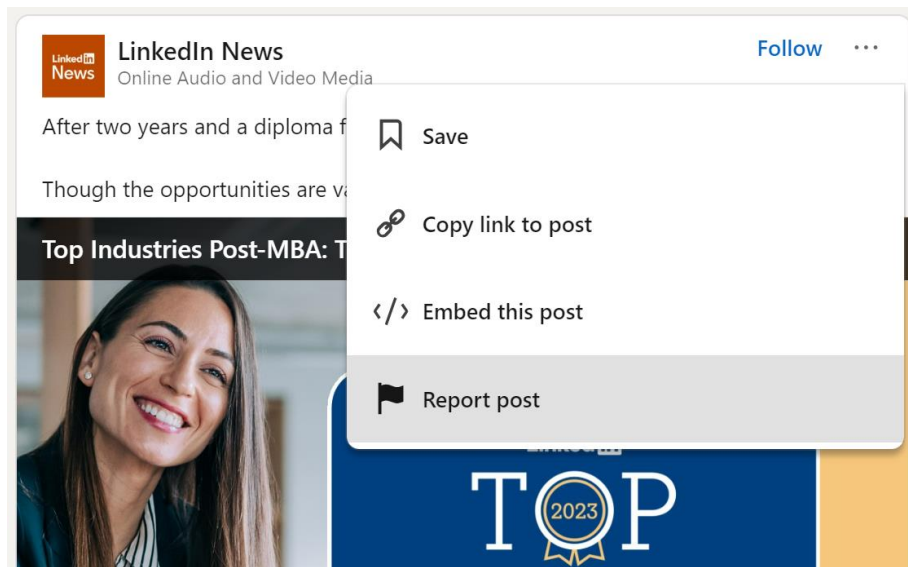 Linked in
News
LinkedIn News
Online Audio and Video Media
Follow
After two years and a diploma
Though the opportunities are
Top Industries Post-MBA:
Save
Copy link to post
Embed this post
Report post
TOP
2023